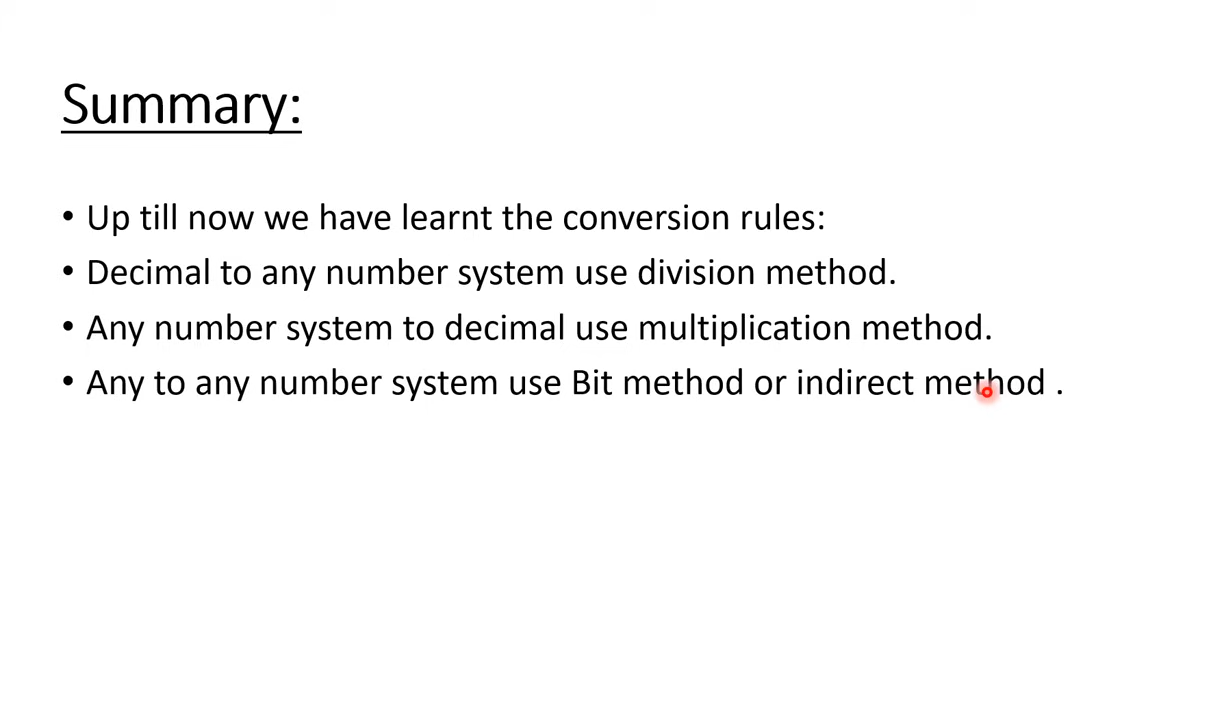 Summary:
• Up till now we have learnt the conversion rules:
• Decimal to any number system use division method.
• Any number system to decimal use multiplication method.
• Any to any number system use Bit method or indirect method .